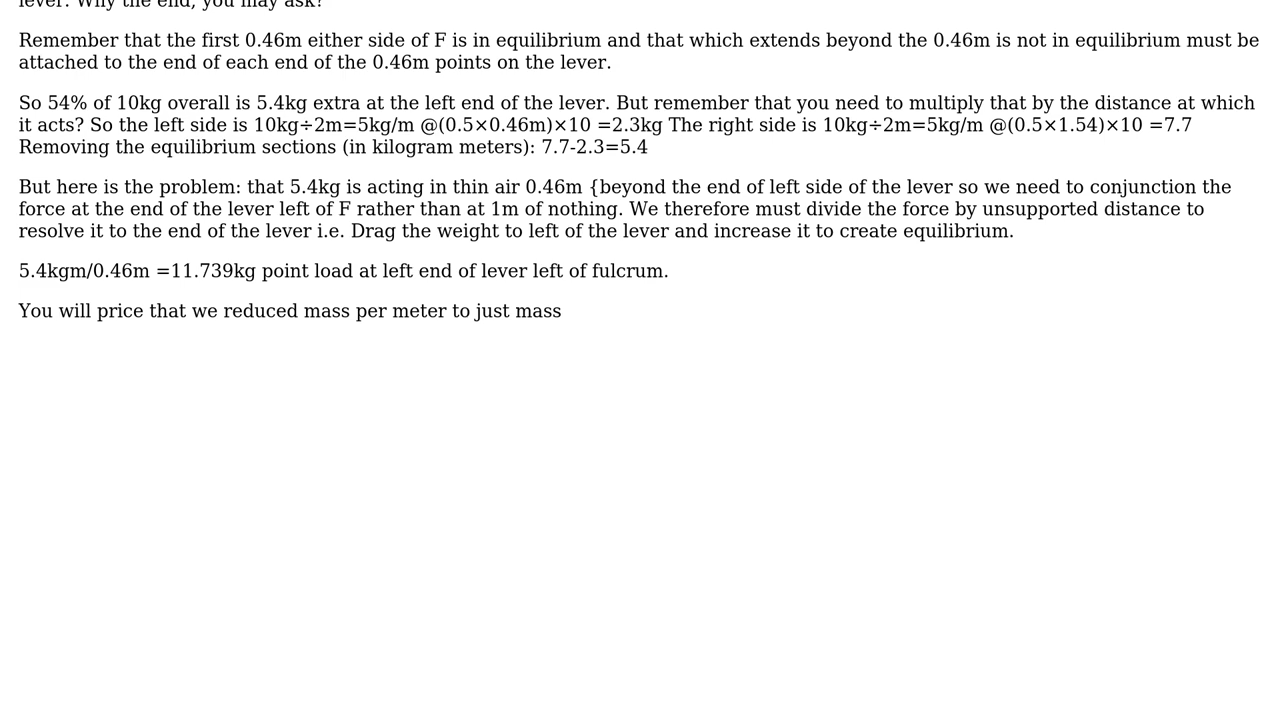 lever. Why the end, you may ask?
Remember that the first 0.46m either side of F is in equilibrium and that which extends beyond the 0.46m is not in equilibrium must be
attached to the end of each end of the 0.46m points on the lever.
So 54% of 10kg overall is 5.4kg extra at the left end of the lever. But remember that you need to multiply that by the distance at which
it acts? So the left side is 10kg÷2m=5kg/m @(0.5×0.46m)×10 =2.3kg The right side is 10kg÷2m=5kg/m @(0.5×1.54)×10 =7.7
Removing the equilibrium sections (in kilogram meters): 7.7-2.3=5.4
But here is the problem: that 5.4kg is acting in thin air 0.46m {beyond the end of left side of the lever so we need to conjunction the
force at the end of the lever left of F rather than at 1m of nothing. We therefore must divide the force by unsupported distance to
resolve it to the end of the lever i.e. Drag the weight to left of the lever and increase it to create equilibrium.
5.4kgm/0.46m =11.739kg point load at left end of lever left of fulcrum.
You will price that we reduced mass per meter to just mass